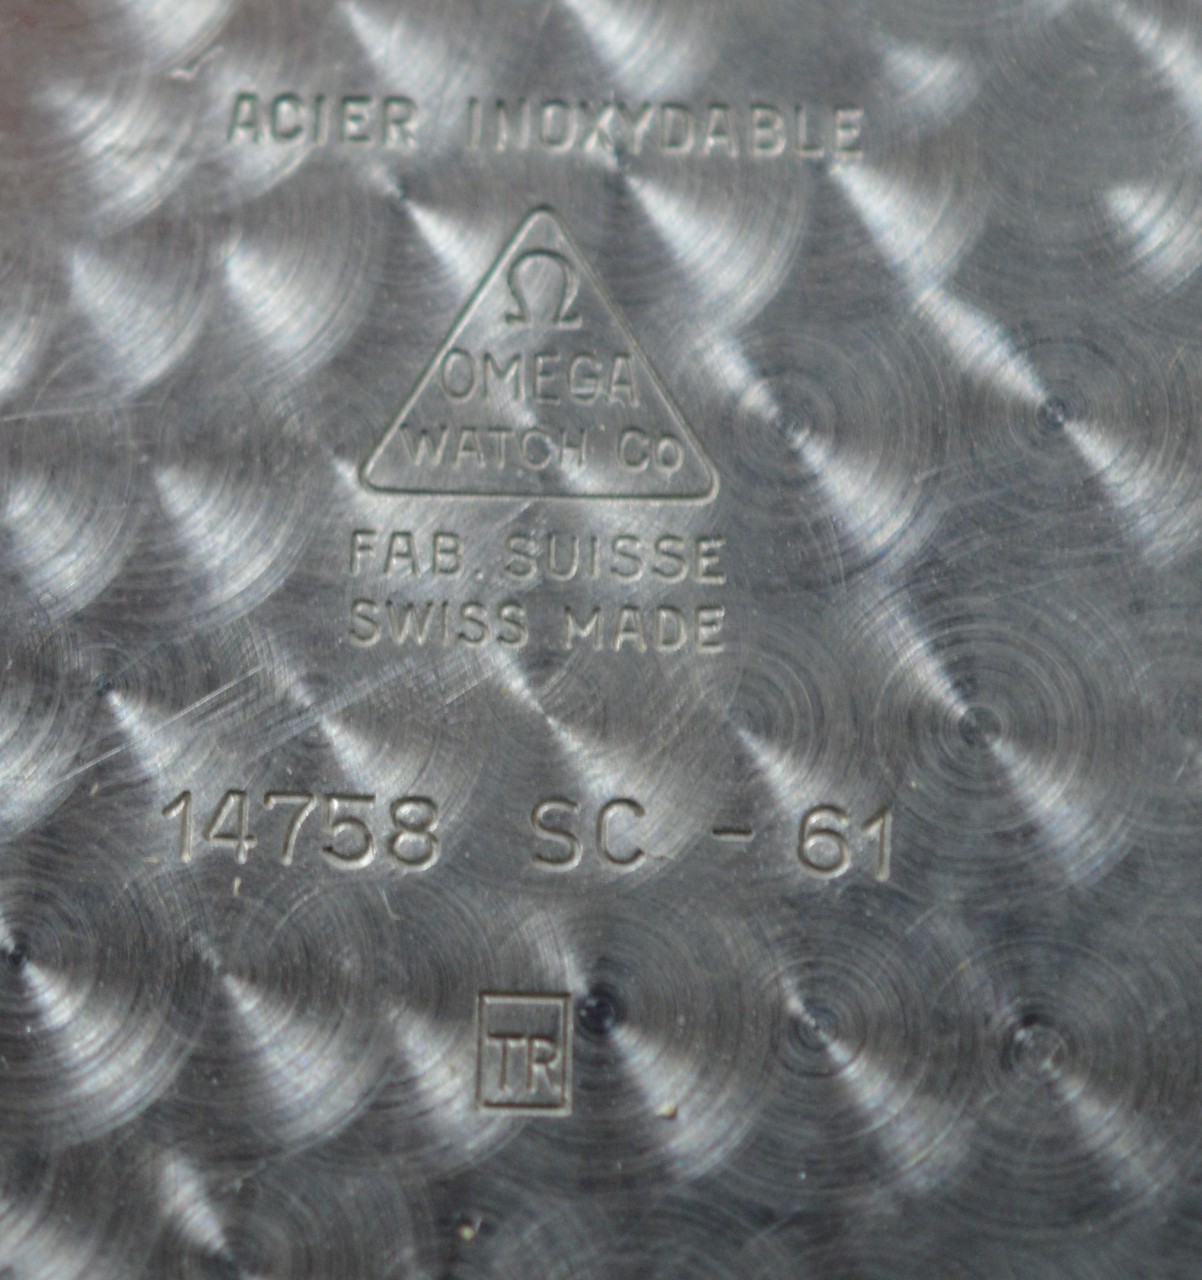 ACIER INOXYDABLE
Ω
OMEGA
WATCH Co
FAB. SUISSE
SWISS MADE
14758 SC - 61
TR